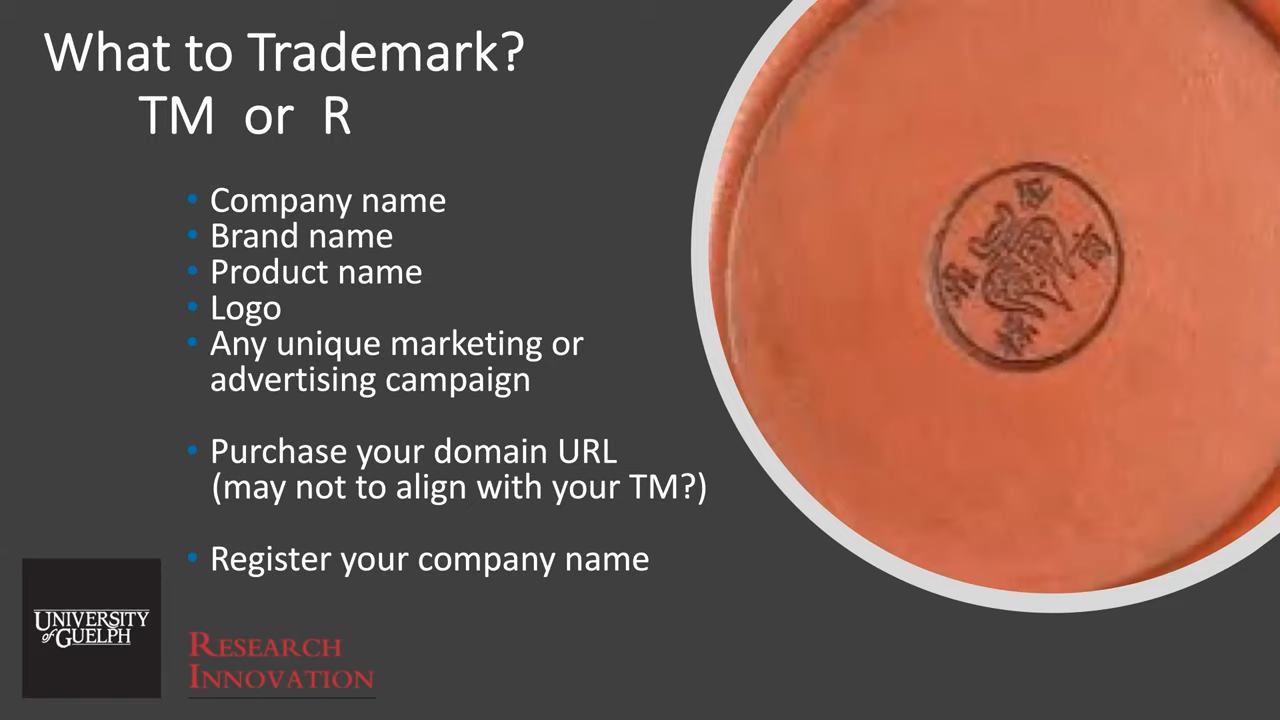 What to Trademark?
TM or R
• Company name
• Brand name
• Product name
• Logo
• Any unique marketing or
advertising campaign
• Purchase your domain URL
(may not to align with your TM?)
• Register your company name
UNIVERSITY
of GUELPH
RESEARCH
INNOVATION